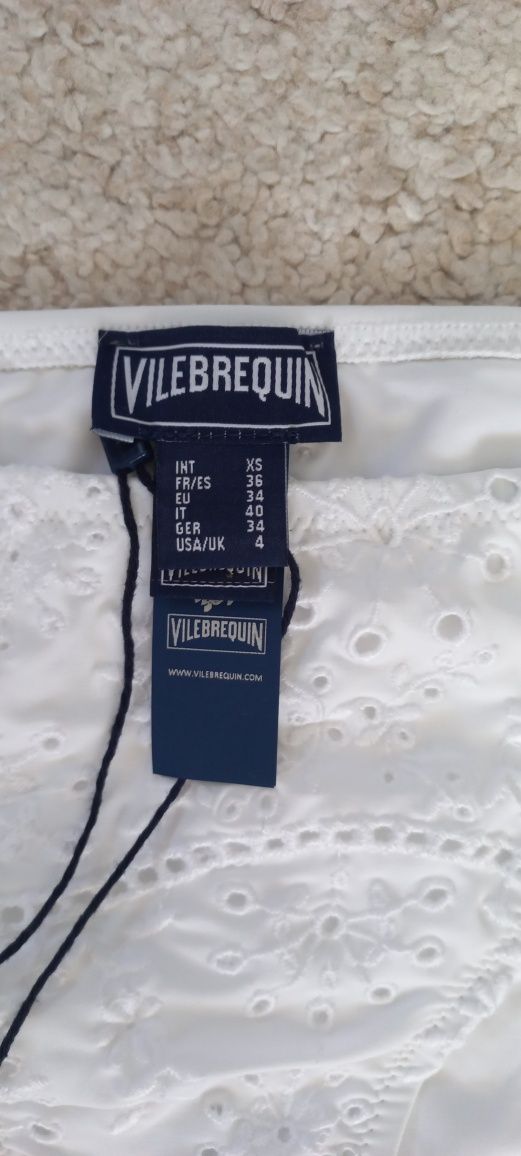 VILEBREQUIN
INT XS
FR/ES 36
EU 34
IT 40
GER 34
USA/UK 4
VILEBREQUIN
VILEBREQUIN
WWW.VILEBREQUIN.COM